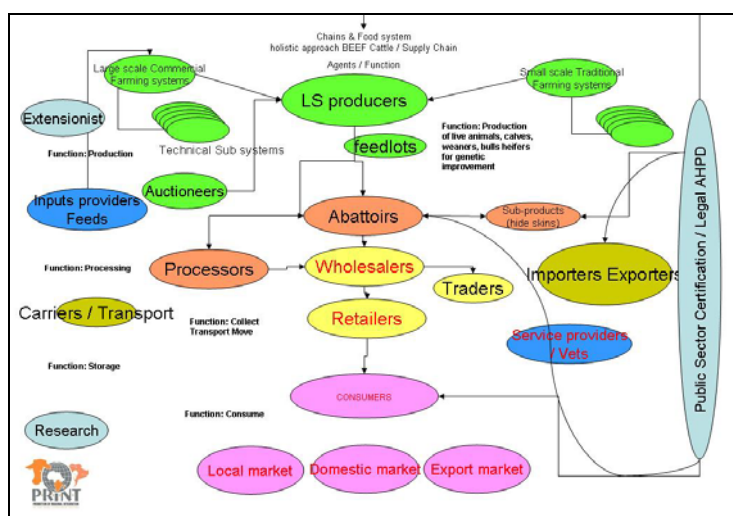 Chains & Food system
holistic approach BEEF Cattle / Supply Chain
Agents / Function
Large scale Commercial
Farming systems
LS producers
Small scale Traditional
Farming systems
Extensionist
Technical Sub systems
feedlots
Function: Production
of live animals, calves,
weaners, bulls heifers
for genetic
improvement
Function: Production
Auctioneers
Inputs providers
Feeds
Abattoirs
Sub-products
(hide skins)
Function: Processing
Processors
Wholesalers
Traders
Importers Exporters
Carriers / Transport
Function: Collect
Transport Move
Retailers
Service providers
/ Vets
Public Sector Certification / Legal AHPD
Function: Storage
CONSUMERS
Function: Consume
Research
Local market
Domestic market
Export market
PRINT